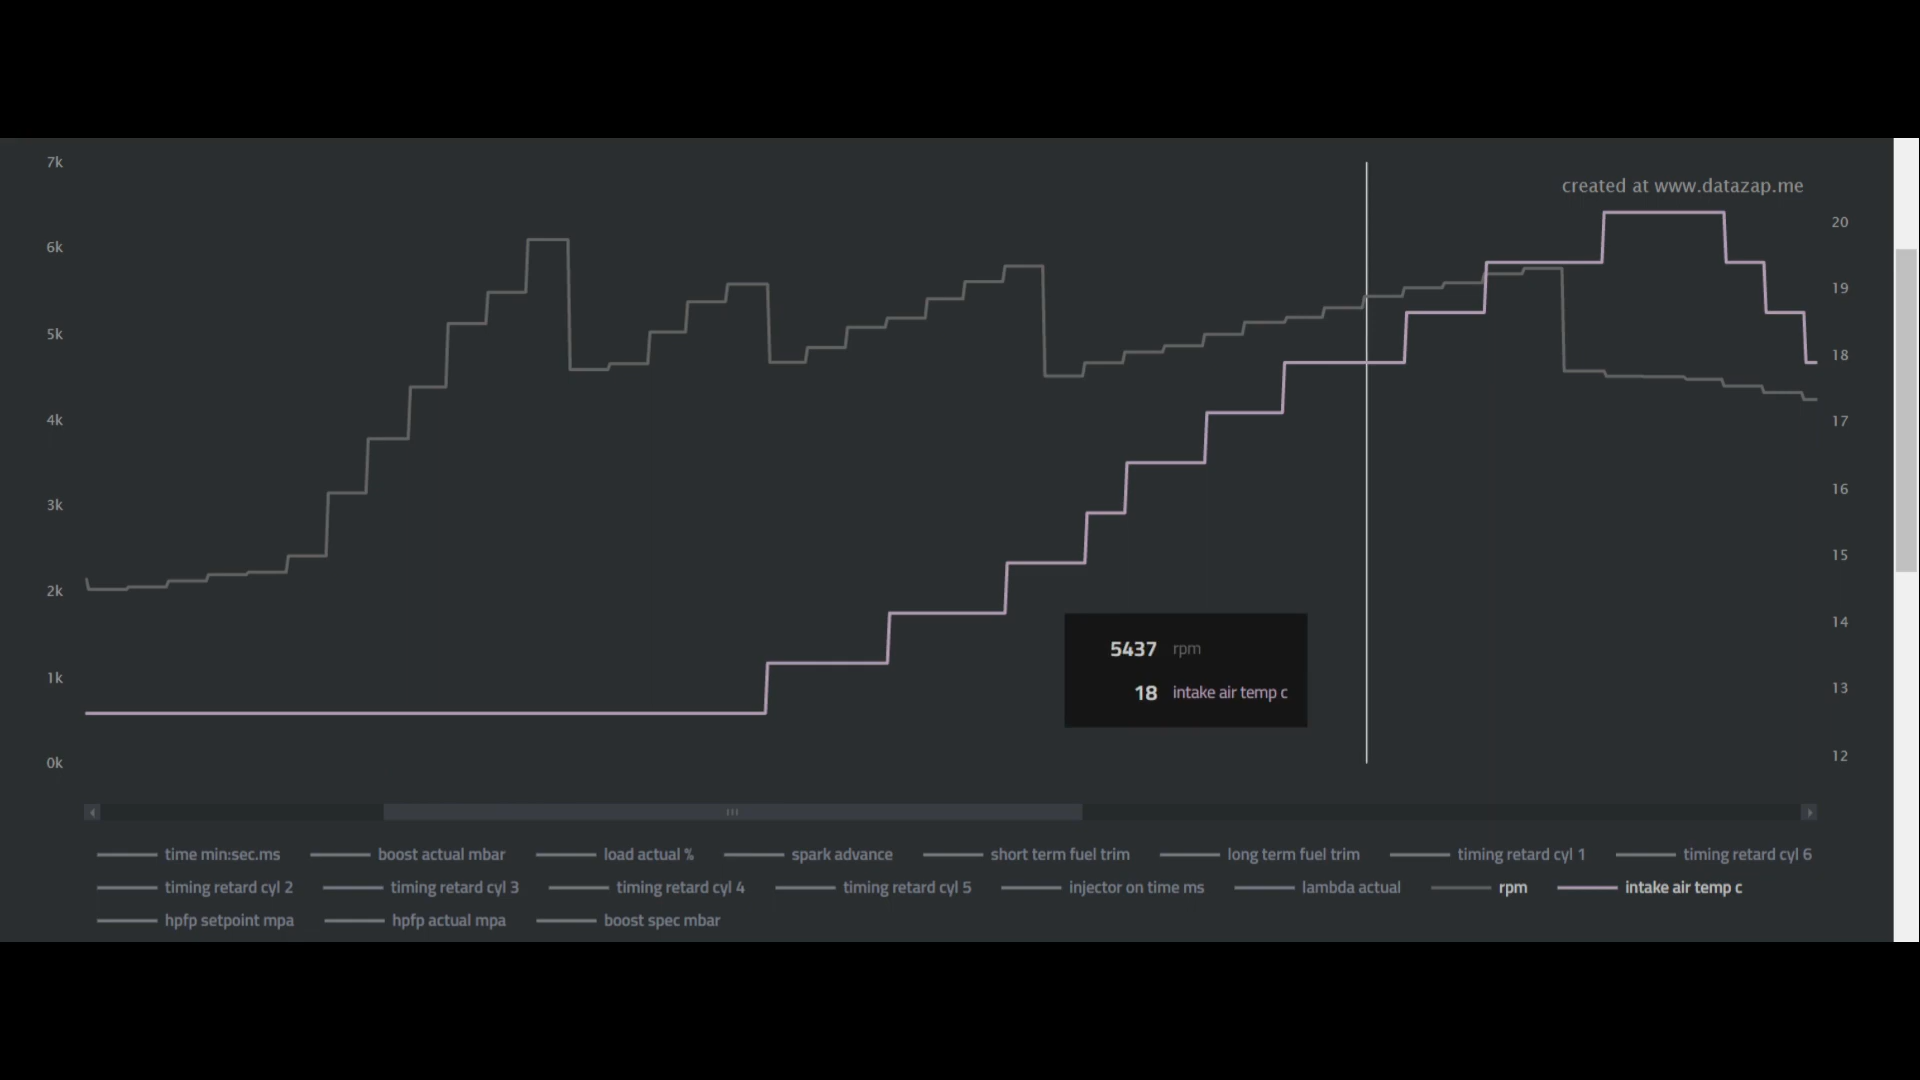 7k
created at www.datazap.me
20
6k
19
5k
18
4k
17
3k
16
15
2k
14
5437 rpm
1k
13
18 intake air temp c
0k
12
time min:sec.ms boost actual mbar load actual % spark advance short term fuel trim long term fuel trim timing retard cyl 1 timing retard cyl 6
timing retard cyl 2 timing retard cyl 3 timing retard cyl 4 timing retard cyl 5 injector on time ms lambda actual rpm intake air temp c
hpfp setpoint mpa hpfp actual mpa boost spec mbar